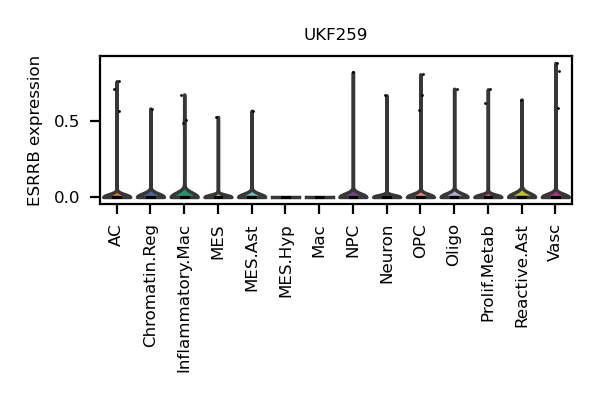 UKF259
ESRRB expression
0.5
0.0
AC
Chromatin.Reg
Inflammatory.Mac
MES
MES.Ast
MES.Hyp
Mac
NPC
Neuron
OPC
Oligo
Prolif.Metab
Reactive.Ast
Vasc